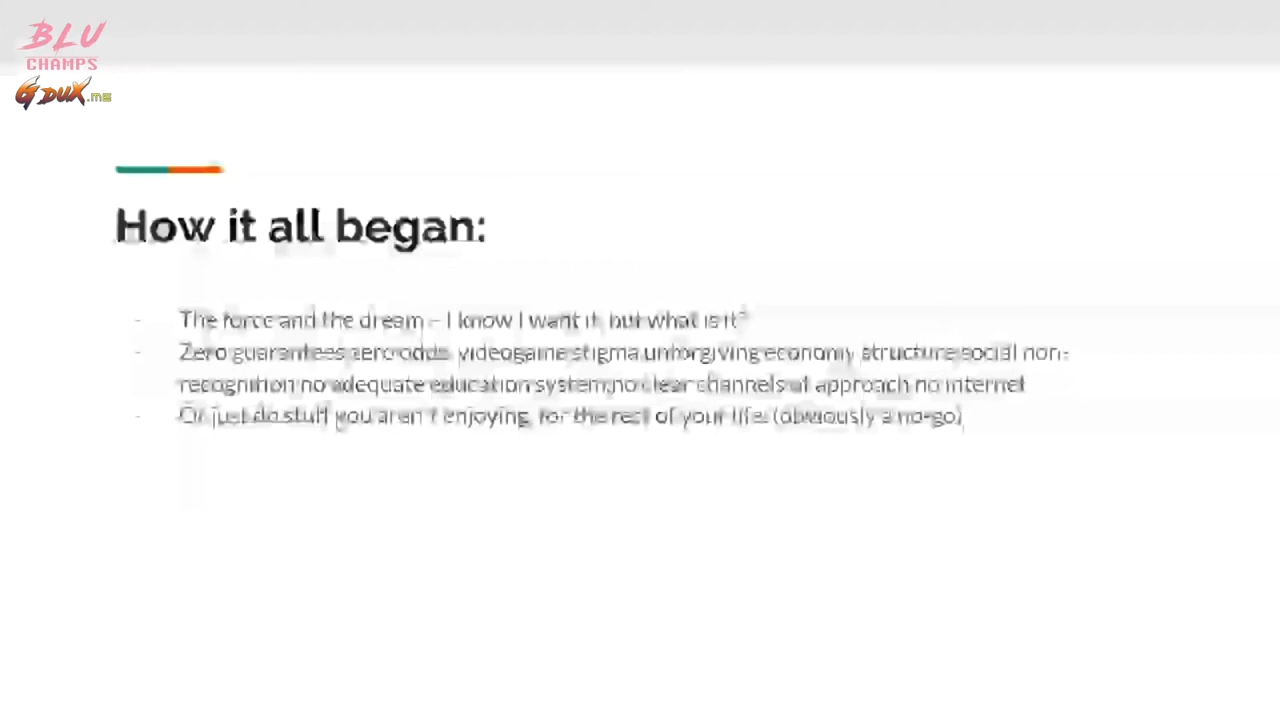 BLU
CHAMPS
G DUX.me
How it all began:
- The force and the dream – I know I want it, but what is it?
- Zero guarantees zero odds, videogame stigma unforgiving economy structure social non-
recognition no adequate education system, no clear channels of approach no internet
- Or just do stuff you aren't enjoying, for the rest of your life. (obviously a no-go)